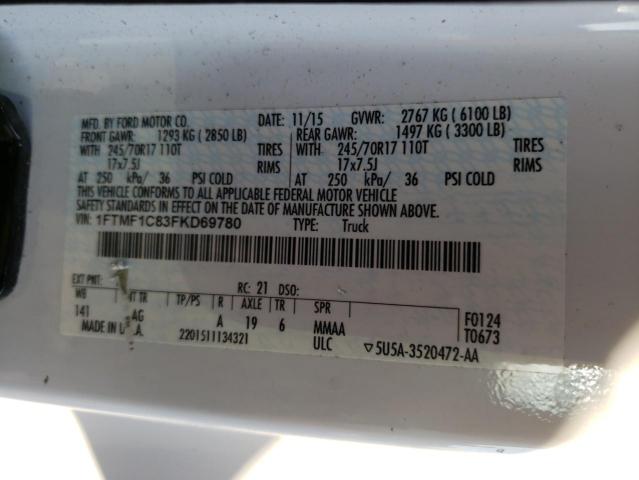 MFD. BY FORD MOTOR CO. DATE: 11/15 GVWR: 2767 KG ( 6100 LB)
FRONT GAWR: 1293 KG ( 2850 LB) REAR GAWR: 1497 KG ( 3300 LB)
WITH 245/70R17 110T TIRES WITH 245/70R17 110T TIRES
17x7.5J RIMS 17x7.5J RIMS
AT 250 kPa/ 36 PSI COLD AT 250 kPa/ 36 PSI COLD
THIS VEHICLE CONFORMS TO ALL APPLICABLE FEDERAL MOTOR VEHICLE
SAFETY STANDARDS IN EFFECT ON THE DATE OF MANUFACTURE SHOWN ABOVE.
VIN: 1FTMF1C83FKD69780 TYPE: Truck
EXT PNT: RC: 21 DSO:
WB INT TR TP/PS R AXLE TR SPR
141 AG A 19 6 MMAA F0124
MADE IN U.S.A. 2201511134321 ULC T0673
▽5U5A-3520472-AA